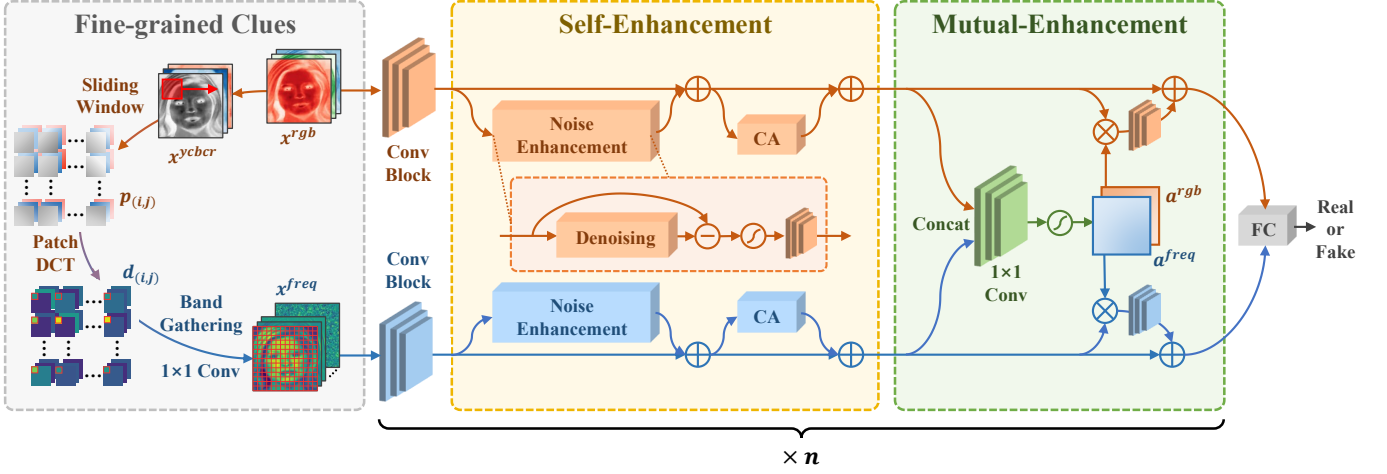 Fine-grained Clues
Sliding
Window
x^{ycbcr}
x^{rgb}
p_{(i,j)}
Patch
DCT
d_{(i,j)}
Band
Gathering
1×1 Conv
x^{freq}
Conv
Block
Conv
Block
Self-Enhancement
Noise
Enhancement
CA
Denoising
Noise
Enhancement
CA
Mutual-Enhancement
Concat
1×1
Conv
a^{rgb}
a^{freq}
FC
Real
or
Fake
× n